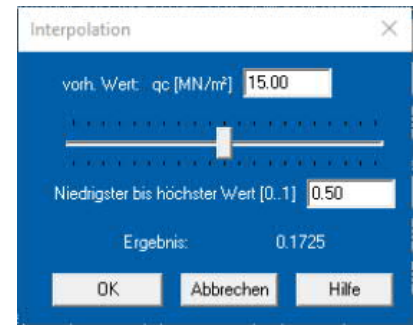 Interpolation
vorh. Wert: qc [MN/m²] 15.00
Niedrigster bis höchster Wert [0..1] 0.50
Ergebnis: 0.1725
OK Abbrechen Hilfe